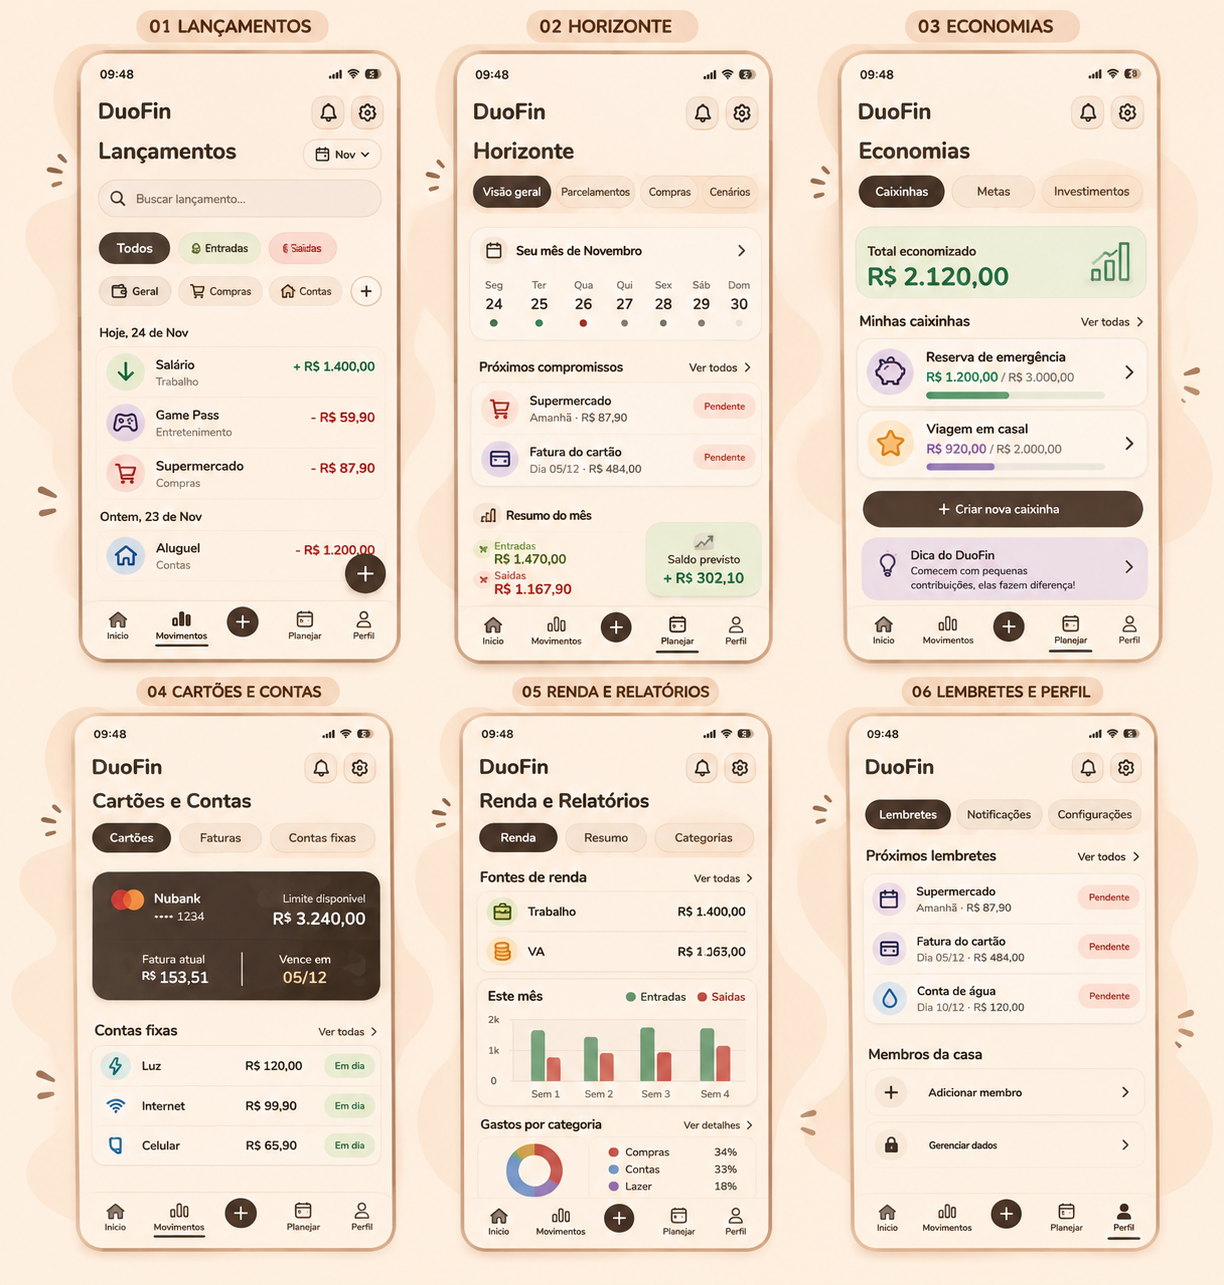 01 LANÇAMENTOS
09:48
DuoFin
Lançamentos
Nov
Buscar lançamento...
Todos
Entradas
Saidas
Geral
Compras
Contas
Hoje, 24 de Nov
Salário
+ R$ 1.400,00
Trabalho
Game Pass
- R$ 59,90
Entretenimento
Supermercado
- R$ 87,90
Compras
Ontem, 23 de Nov
Aluguel
- R$ 1.200,00
Contas
Inicio
Movimentos
Planejar
Perfil
02 HORIZONTE
09:48
DuoFin
Horizonte
Visão geral
Parcelamentos
Compras
Cenários
Seu mês de Novembro
Seg Ter Qua Qui Sex Sáb Dom
24 25 26 27 28 29 30
Próximos compromissos
Ver todos
Supermercado
Amanhã · R$ 87,90
Pendente
Fatura do cartão
Dia 05/12 · R$ 484,00
Pendente
Resumo do mês
Entradas
R$ 1.470,00
Saidas
R$ 1.167,90
Saldo previsto
+ R$ 302,10
Inicio
Movimentos
Planejar
Perfil
03 ECONOMIAS
09:48
DuoFin
Economias
Caixinhas
Metas
Investimentos
Total economizado
R$ 2.120,00
Minhas caixinhas
Ver todas
Reserva de emergência
R$ 1.200,00 / R$ 3.000,00
Viagem em casal
R$ 920,00 / R$ 2.000,00
+ Criar nova caixinha
Dica do DuoFin
Comecem com pequenas
contribuições, elas fazem diferença!
Inicio
Movimentos
Planejar
Perfil
04 CARTÕES E CONTAS
09:48
DuoFin
Cartões e Contas
Cartões
Faturas
Contas fixas
Nubank
•••• 1234
Limite disponivel
R$ 3.240,00
Fatura atual
R$ 153,51
Vence em
05/12
Contas fixas
Ver todas
Luz
R$ 120,00
Em dia
Internet
R$ 99,90
Em dia
Celular
R$ 65,90
Em dia
Inicio
Movimentos
Planejar
Perfil
05 RENDA E RELATÓRIOS
09:48
DuoFin
Renda e Relatórios
Renda
Resumo
Categorias
Fontes de renda
Ver todas
Trabalho
R$ 1.400,00
VA
Este mês
Entradas
Saidas
2k
1k
0
Sem 1 Sem 2 Sem 3 Sem 4
Gastos por categoria
Ver detalhes
Compras 34%
Contas 33%
Lazer 18%
Inicio
Movimentos
Planejar
Perfil
06 LEMBRETES E PERFIL
09:48
DuoFin
Lembretes
Notificações
Configurações
Próximos lembretes
Ver todos
Supermercado
Amanhã · R$ 87,90
Pendente
Fatura do cartão
Dia 05/12 · R$ 484,00
Pendente
Conta de água
Dia 10/12 · R$ 120,00
Pendente
Membros da casa
Adicionar membro
Gerenciar dados
Inicio
Movimentos
Planejar
Perfil